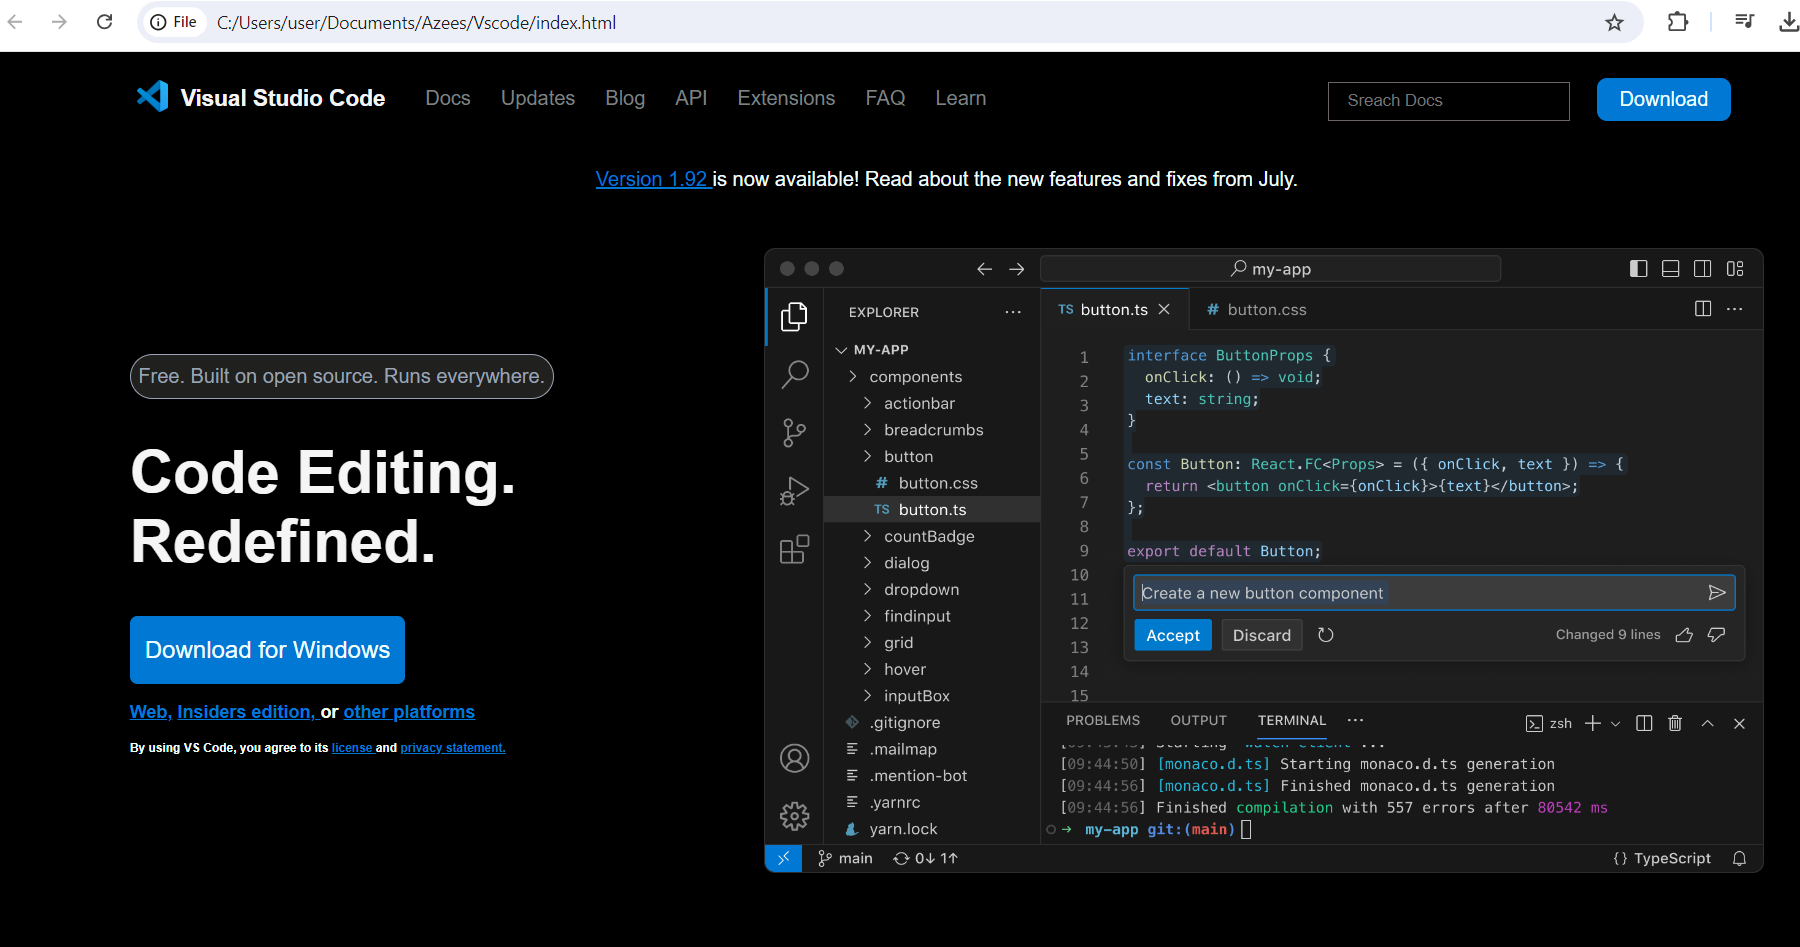 File C:/Users/user/Documents/Azees/Vscode/index.html
Visual Studio Code Docs Updates Blog API Extensions FAQ Learn Sreach Docs Download
Version 1.92 is now available! Read about the new features and fixes from July.
Free. Built on open source. Runs everywhere.
Code Editing.
Redefined.
Download for Windows
Web, Insiders edition, or other platforms
By using VS Code, you agree to its license and privacy statement.
my-app
EXPLORER
MY-APP
components
actionbar
breadcrumbs
button
# button.css
TS button.ts
countBadge
dialog
dropdown
findinput
grid
hover
inputBox
.gitignore
.mailmap
.mention-bot
.yarnrc
yarn.lock
TS button.ts # button.css
1 interface ButtonProps {
2 onClick: () => void;
3 text: string;
4 }
5
6 const Button: React.FC<Props> = ({ onClick, text }) => {
7 return <button onClick={onClick}>{text}</button>;
8 };
9 export default Button;
10
11
12
13
14
15
Create a new button component
Accept Discard Changed 9 lines
PROBLEMS OUTPUT TERMINAL ··· zsh
Starting watch-client ...
[09:44:50] [monaco.d.ts] Starting monaco.d.ts generation
[09:44:56] [monaco.d.ts] Finished monaco.d.ts generation
[09:44:56] Finished compilation with 557 errors after 80542 ms
→ my-app git:(main)
main 0↓ 1↑ {} TypeScript